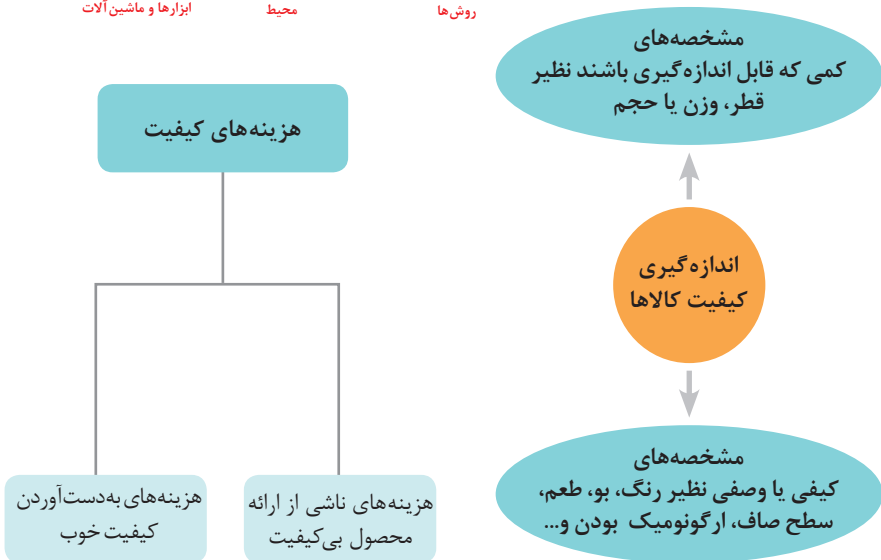 روش‌ها
محیط
ابزارها و ماشین‌آلات
مشخصه‌های
کمی که قابل اندازه‌گیری باشند نظیر
قطر، وزن یا حجم
اندازه‌گیری
کیفیت کالاها
مشخصه‌های
کیفی یا وصفی نظیر رنگ، بو، طعم،
سطح صاف، ارگونومیک بودن و...
هزینه‌های کیفیت
هزینه‌های ناشی از ارائه
محصول بی‌کیفیت
هزینه‌های به‌دست‌آوردن
کیفیت خوب